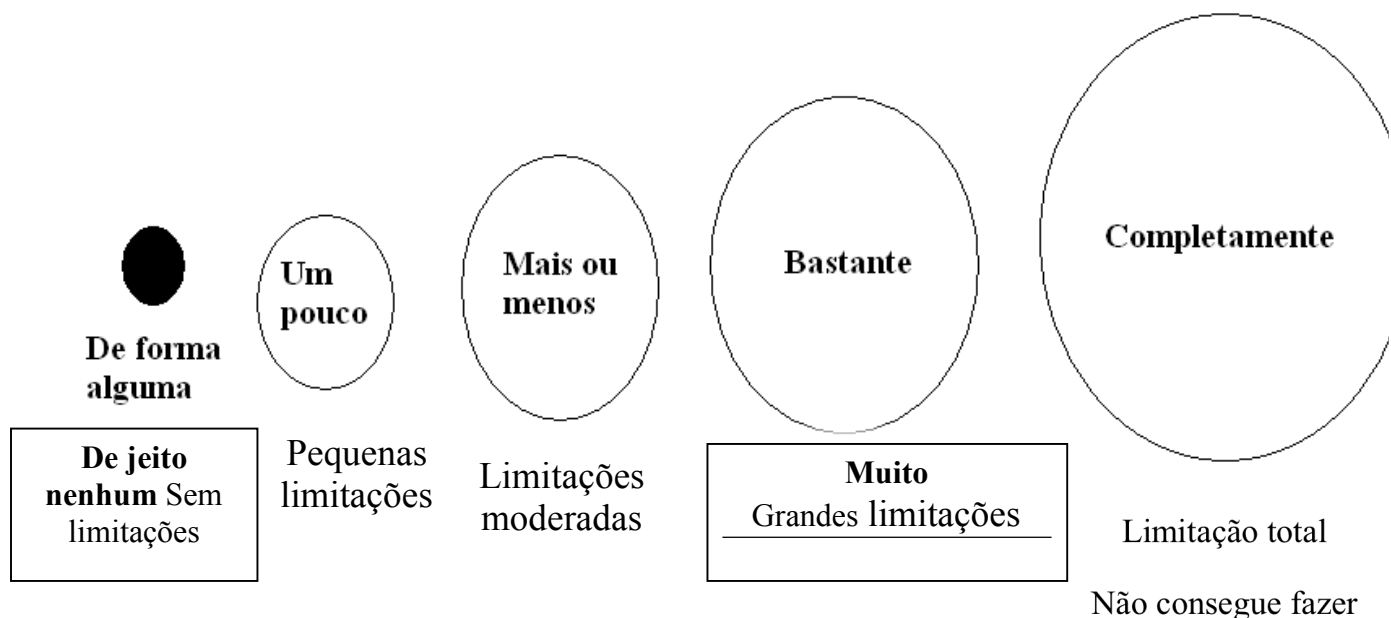 De forma
alguma
De jeito
nenhum Sem
limitações
Um
pouco
Pequenas
limitações
Mais ou
menos
Limitações
moderadas
Bastante
Muito
Grandes limitações
Completamente
Limitação total
Não consegue fazer